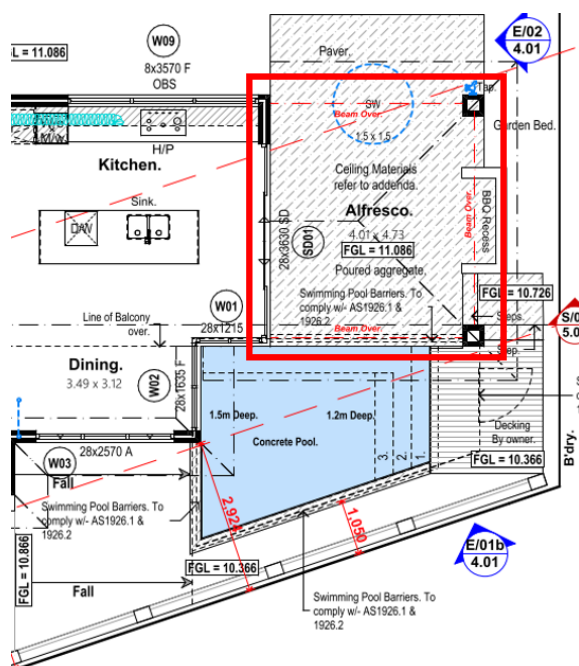 W09
8x3570 F
OBS
LL = 11.086
Paver.
E/02
4.01
Tap.
SW
Beam Over.
1.5 x 1.5
Garden Bed.
H/P
Kitchen.
Ceiling Materials
refer to addenda.
Sink.
D/W
Alfresco.
4.01 x 4.73
FGL = 11.086
Poured aggregate.
BBQ Recess
Beam Over.
SD01
28x3630 SD
W01
28x1215
Swimming Pool Barriers. To
comply w/- AS1926.1 &
1926.2
FGL = 10.726
Line of Balcony
over.
Beam Over.
Steps.
Step.
S/0
5.0
Dining.
3.49 x 3.12
W02
28x1635 F
1.5m Deep.
1.2m Deep.
Concrete Pool.
3.
2.
1.
Decking
By owner.
B'dry.
28x2570 A
W03
Fall
FGL = 10.366
Swimming Pool Barriers. To
comply w/- AS1926.1 &
1926.2
1.050
E/01b
4.01
FGL = 10.866
FGL = 10.366
Fall
Swimming Pool Barriers. To
comply w/- AS1926.1 &
1926.2